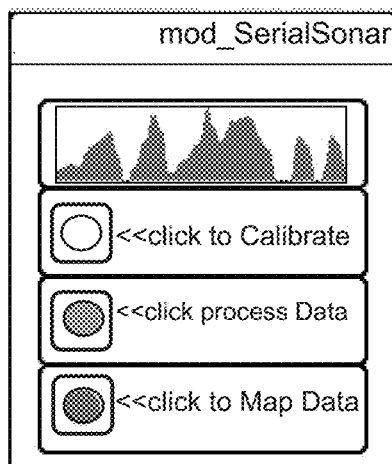 mod_SerialSonar
<<click to Calibrate
<<click process Data
<<click to Map Data